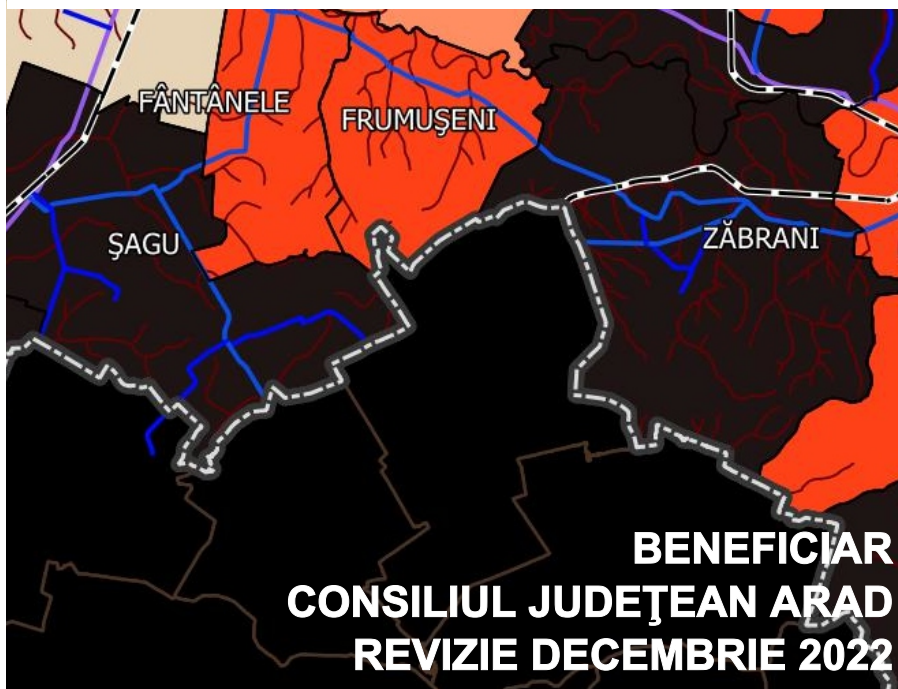 FÂNTÂNELE
FRUMUŞENI
ŞAGU
ZĂBRANI
BENEFICIAR
CONSILIUL JUDEŢEAN ARAD
REVIZIE DECEMBRIE 2022